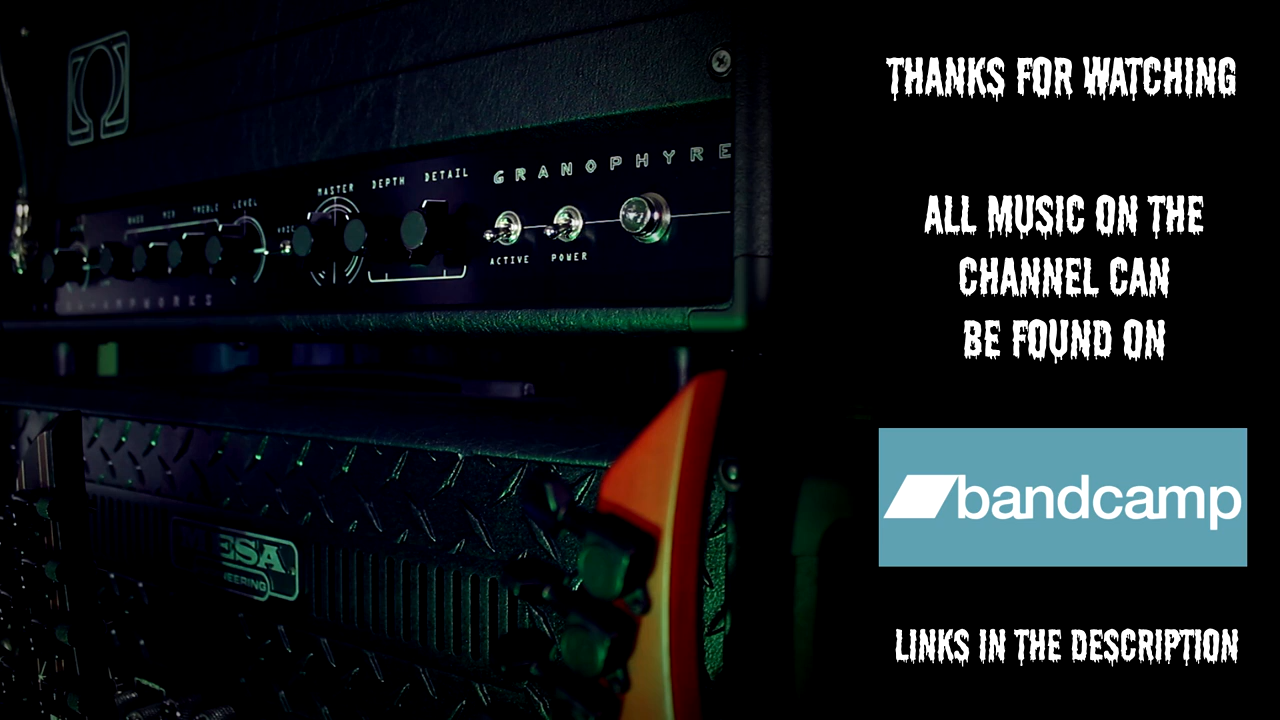 THANKS FOR WATCHING
ALL MUSIC ON THE
CHANNEL CAN
BE FOUND ON
bandcamp
LINKS IN THE DESCRIPTION
GRANOPHYRE
MASTER DEPTH DETAIL
BASS MID TREBLE LEVEL
ACTIVE POWER
MESA